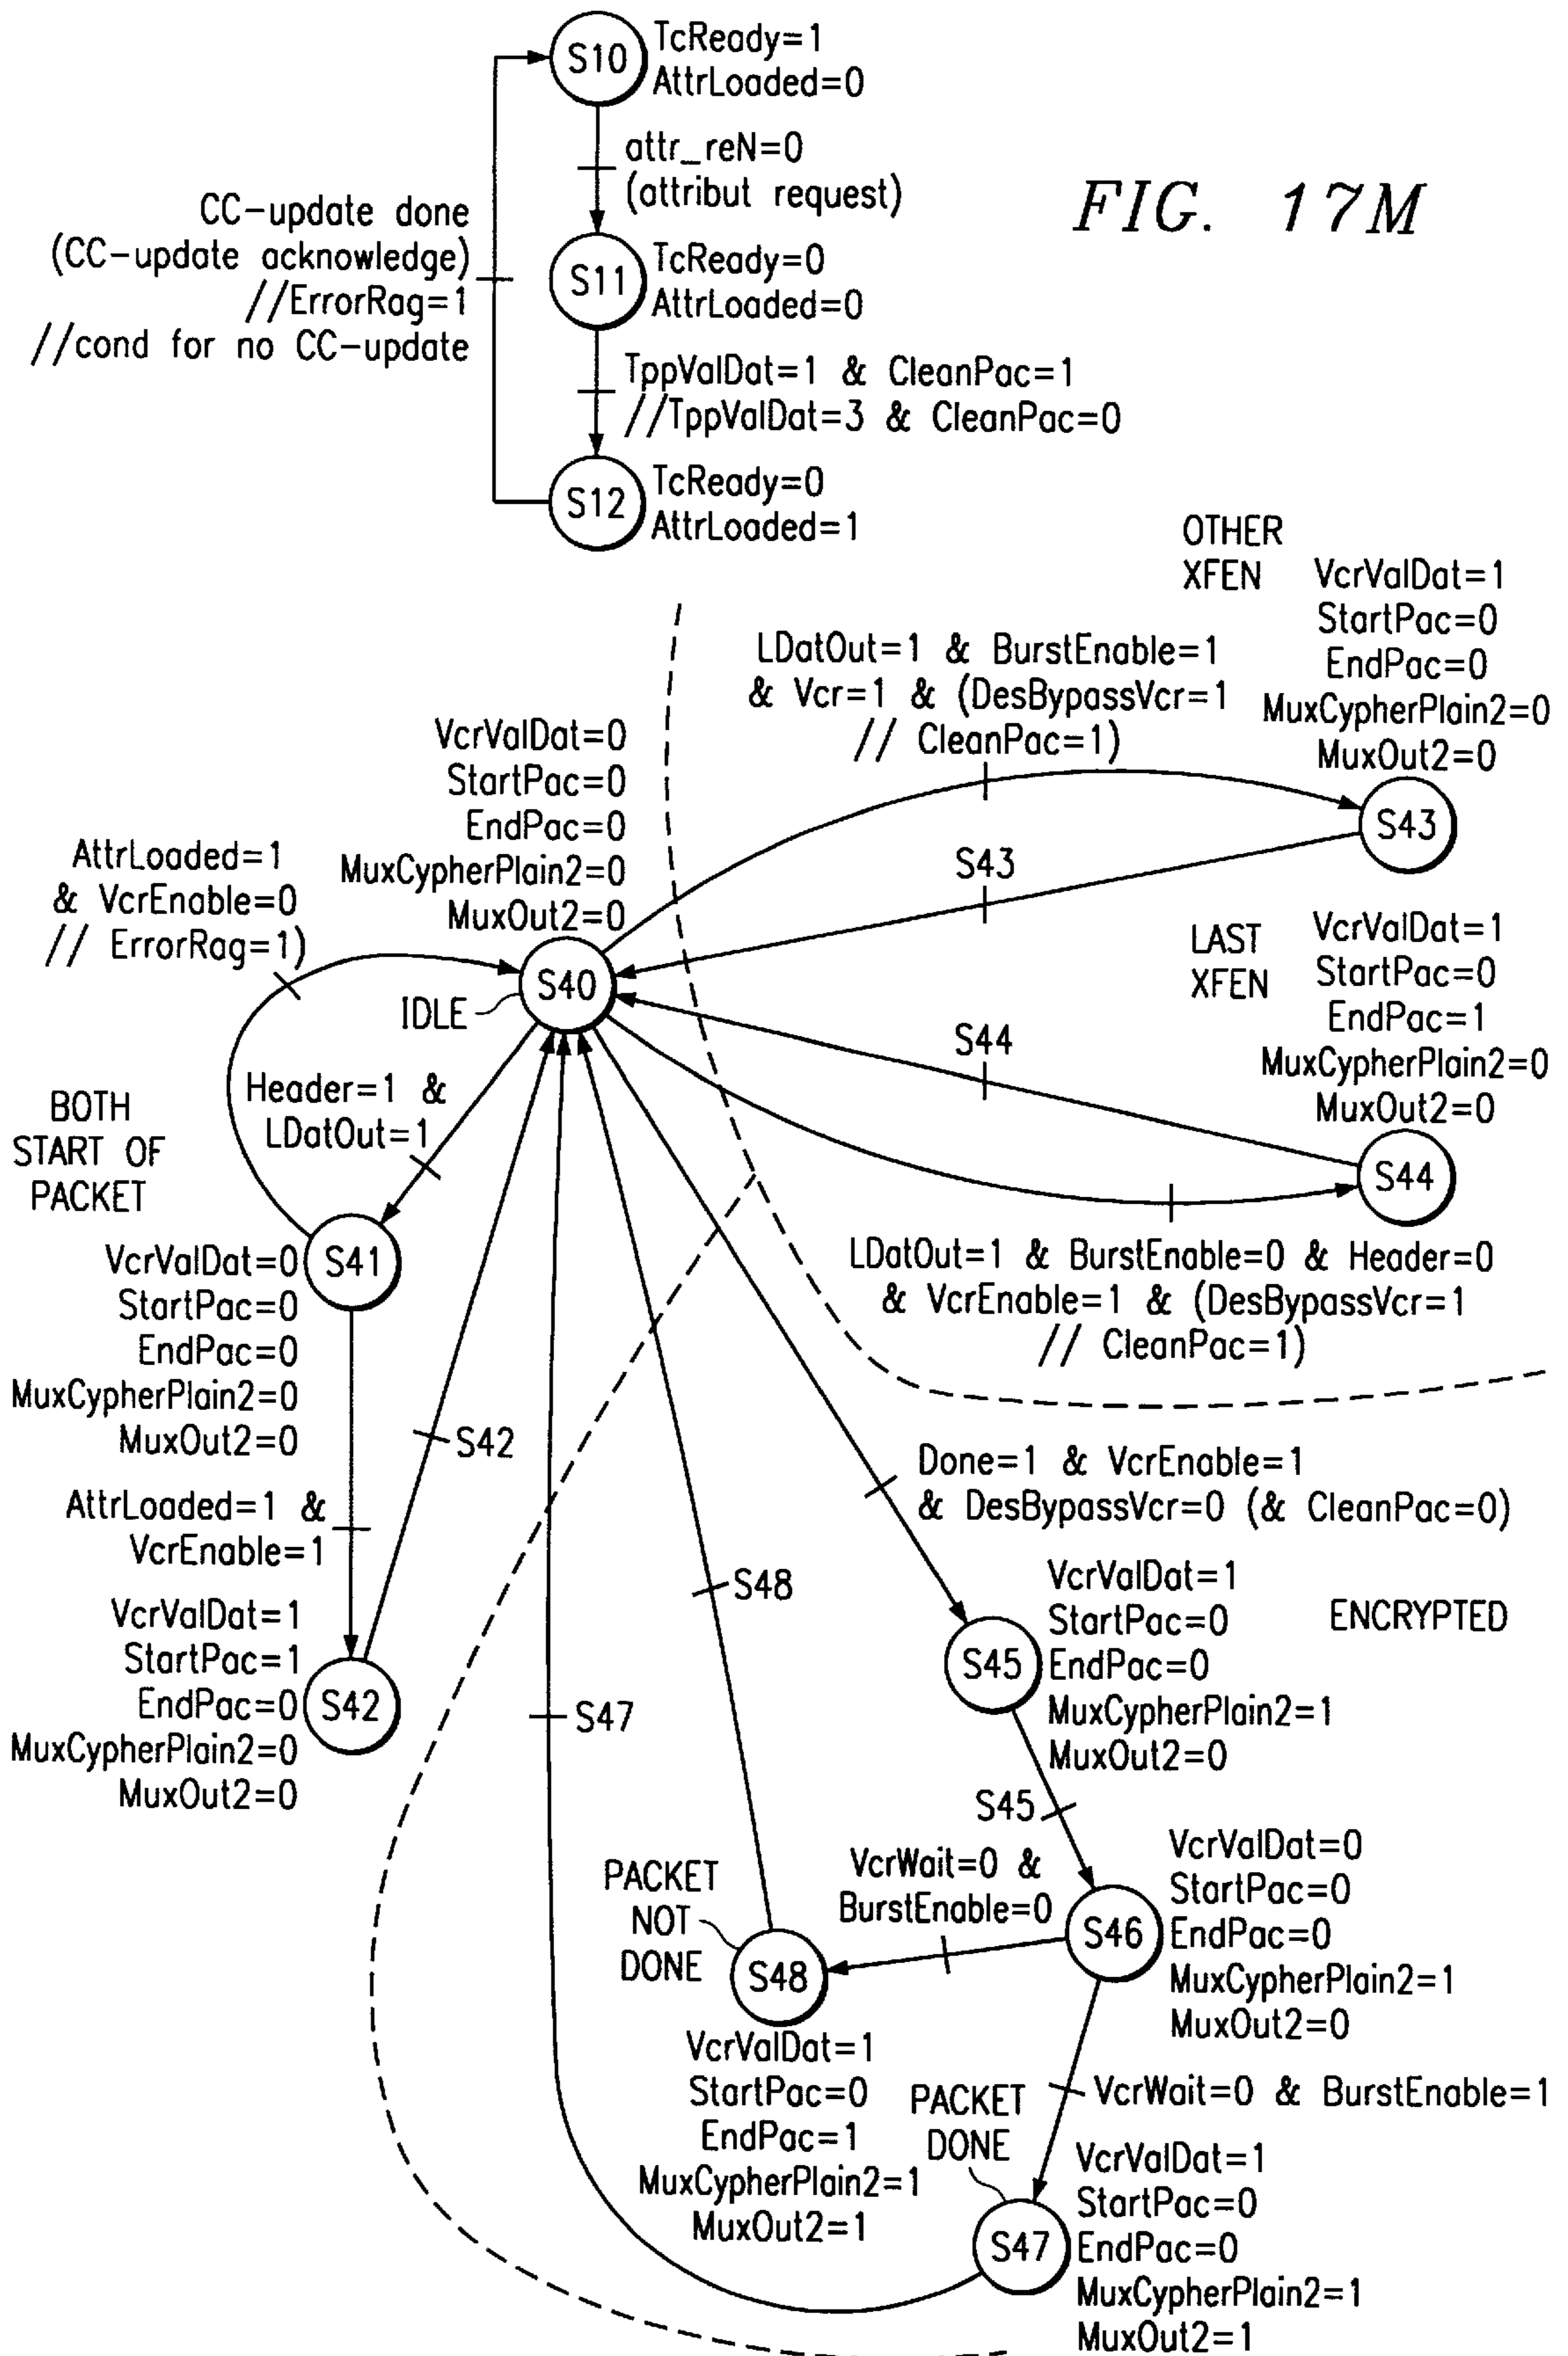 S10
TcReady=1
AttrLoaded=0
attr_reN=0
(attribut request)
FIG. 17M
CC-update done
(CC-update acknowledge)
//ErrorRag=1
//cond for no CC-update
S11
TcReady=0
AttrLoaded=0
TppValDat=1 & CleanPac=1
//TppValDat=3 & CleanPac=0
S12
TcReady=0
AttrLoaded=1
OTHER
XFEN
VcrValDat=1
StartPac=0
EndPac=0
MuxCypherPlain2=0
MuxOut2=0
LDatOut=1 & BurstEnable=1
& Vcr=1 & (DesBypassVcr=1
// CleanPac=1)
S43
S43
VcrValDat=0
StartPac=0
EndPac=0
MuxCypherPlain2=0
MuxOut2=0
AttrLoaded=1
& VcrEnable=0
// ErrorRag=1)
S40
IDLE
LAST
XFEN
VcrValDat=1
StartPac=0
EndPac=1
MuxCypherPlain2=0
MuxOut2=0
S44
S44
LDatOut=1 & BurstEnable=0 & Header=0
& VcrEnable=1 & (DesBypassVcr=1
// CleanPac=1)
Header=1 &
LDatOut=1
BOTH
START OF
PACKET
S41
VcrValDat=0
StartPac=0
EndPac=0
MuxCypherPlain2=0
MuxOut2=0
S42
AttrLoaded=1 &
VcrEnable=1
VcrValDat=1
StartPac=1
EndPac=0
MuxCypherPlain2=0
MuxOut2=0
S42
Done=1 & VcrEnable=1
& DesBypassVcr=0 (& CleanPac=0)
S48
S47
VcrValDat=1
StartPac=0
EndPac=0
MuxCypherPlain2=1
MuxOut2=0
S45
ENCRYPTED
S45
VcrWait=0 &
BurstEnable=0
S46
VcrValDat=0
StartPac=0
EndPac=0
MuxCypherPlain2=1
MuxOut2=0
PACKET
NOT
DONE
S48
VcrValDat=1
StartPac=0
EndPac=1
MuxCypherPlain2=1
MuxOut2=1
VcrWait=0 & BurstEnable=1
PACKET
DONE
S47
VcrValDat=1
StartPac=0
EndPac=0
MuxCypherPlain2=1
MuxOut2=1